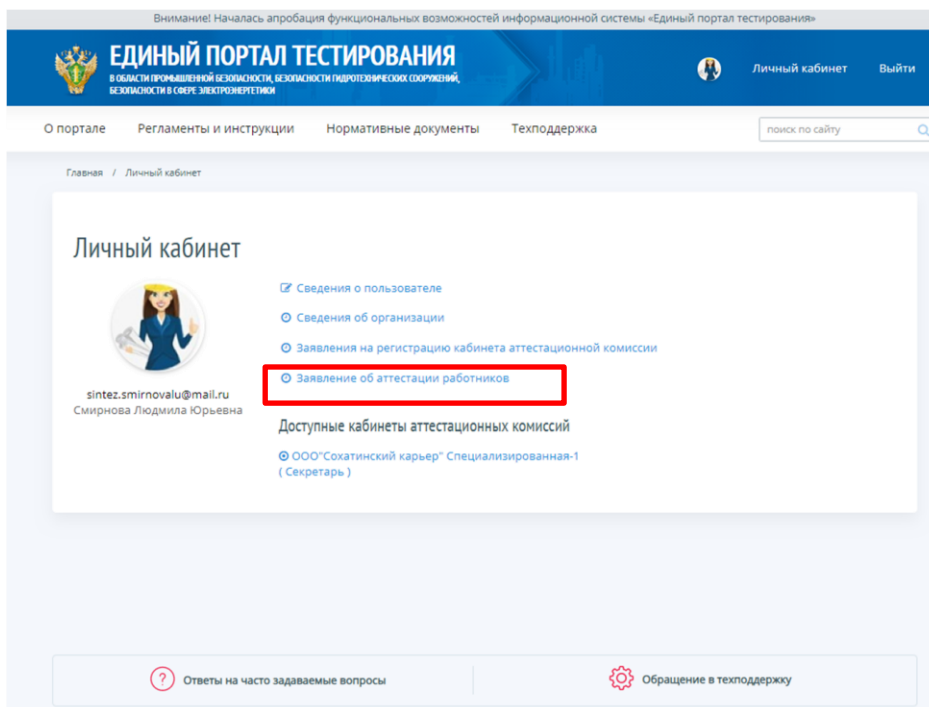 Внимание! Началась апробация функциональных возможностей информационной системы «Единый портал тестирования»
ЕДИНЫЙ ПОРТАЛ ТЕСТИРОВАНИЯ
В ОБЛАСТИ ПРОМЫШЛЕННОЙ БЕЗОПАСНОСТИ, БЕЗОПАСНОСТИ ГИДРОТЕХНИЧЕСКИХ СООРУЖЕНИЙ,
БЕЗОПАСНОСТИ В СФЕРЕ ЭЛЕКТРОЭНЕРГЕТИКИ
Личный кабинет Выйти
О портале Регламенты и инструкции Нормативные документы Техподдержка поиск по сайту
Главная / Личный кабинет
Личный кабинет
Сведения о пользователе
Сведения об организации
Заявления на регистрацию кабинета аттестационной комиссии
Заявление об аттестации работников
sintez.smirnovalu@mail.ru
Смирнова Людмила Юрьевна
Доступные кабинеты аттестационных комиссий
ООО"Сохатинский карьер" Специализированная-1
( Секретарь )
Ответы на часто задаваемые вопросы Обращение в техподдержку